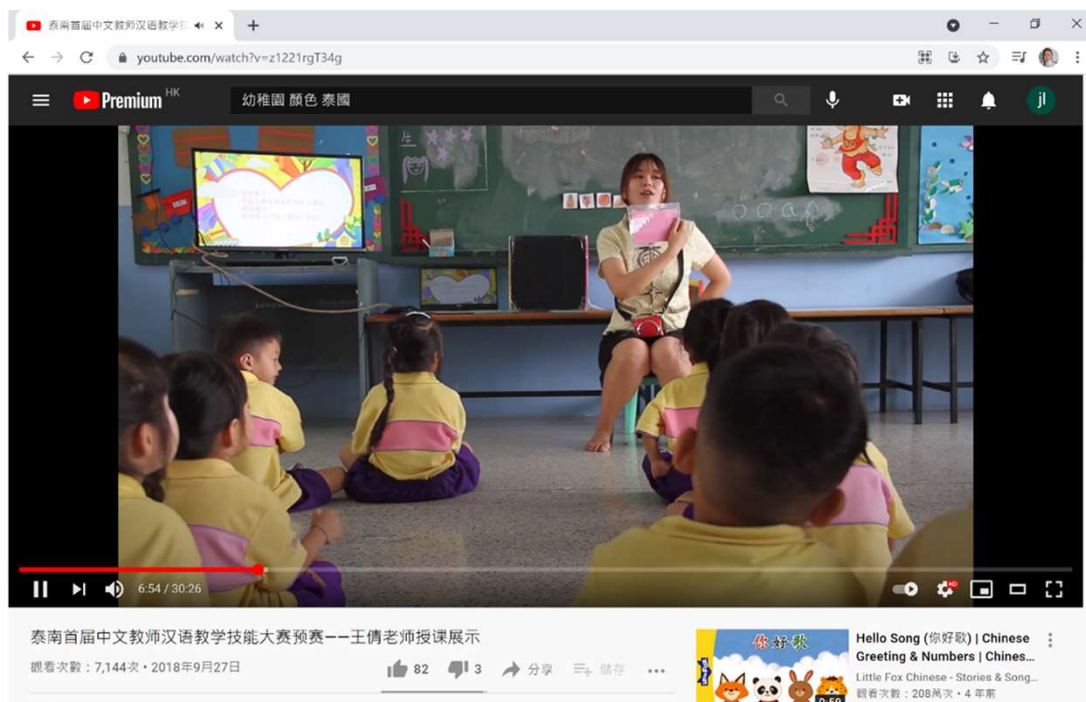 泰南首届中文教师汉语教学技
youtube.com/watch?v=z1221rgT34g
Premium HK
幼稚園 顏色 泰國
jl
生
6:54 / 30:26
HD
泰南首届中文教师汉语教学技能大赛预赛——王倩老师授课展示
觀看次數：7,144次・2018年9月27日
82
3
分享
儲存
你好歌
0:59
Hello Song (你好歌) | Chinese
Greeting & Numbers | Chines...
Little Fox Chinese - Stories & Song...
觀看次數：208萬次・4 年前